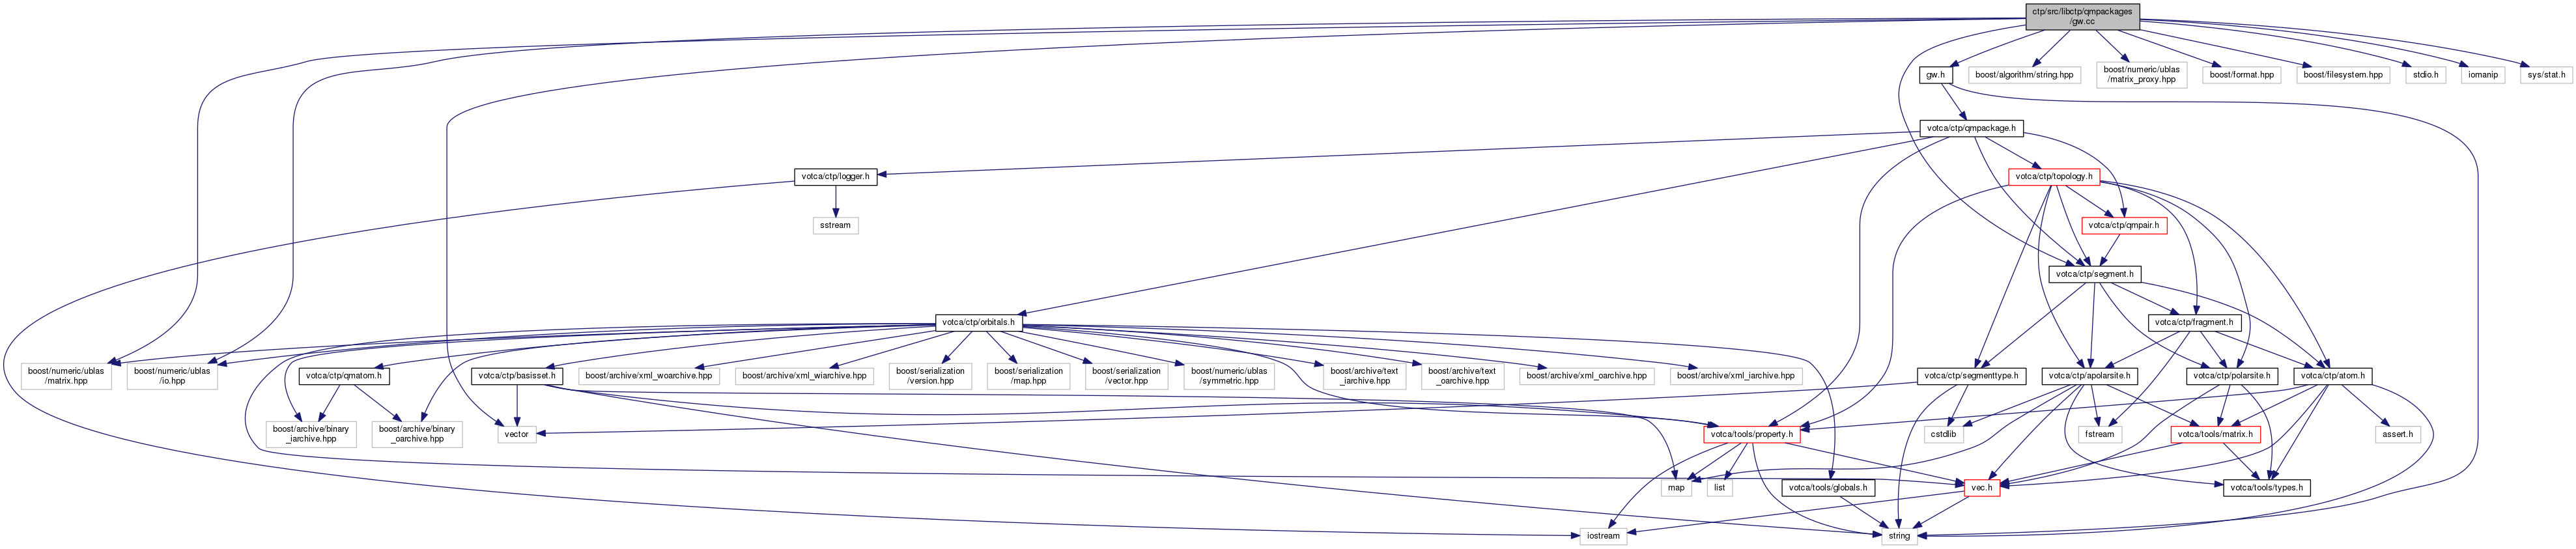 ctp/src/libctp/qmpackages
/gw.cc
gw.h
boost/algorithm/string.hpp
boost/numeric/ublas
/matrix_proxy.hpp
boost/format.hpp
boost/filesystem.hpp
stdio.h
iomanip
sys/stat.h
votca/ctp/qmpackage.h
votca/ctp/logger.h
votca/ctp/topology.h
sstream
votca/ctp/qmpair.h
votca/ctp/segment.h
votca/ctp/orbitals.h
votca/ctp/fragment.h
boost/numeric/ublas
/matrix.hpp
boost/numeric/ublas
/io.hpp
votca/ctp/qmatom.h
votca/ctp/basisset.h
boost/archive/xml_woarchive.hpp
boost/archive/xml_wiarchive.hpp
boost/serialization
/version.hpp
boost/serialization
/map.hpp
boost/serialization
/vector.hpp
boost/numeric/ublas
/symmetric.hpp
boost/archive/text
_iarchive.hpp
boost/archive/text
_oarchive.hpp
boost/archive/xml_oarchive.hpp
boost/archive/xml_iarchive.hpp
votca/ctp/segmenttype.h
votca/ctp/apolarsite.h
votca/ctp/polarsite.h
votca/ctp/atom.h
boost/archive/binary
_iarchive.hpp
boost/archive/binary
_oarchive.hpp
vector
votca/tools/property.h
cstdlib
fstream
votca/tools/matrix.h
assert.h
map
list
votca/tools/globals.h
vec.h
votca/tools/types.h
iostream
string